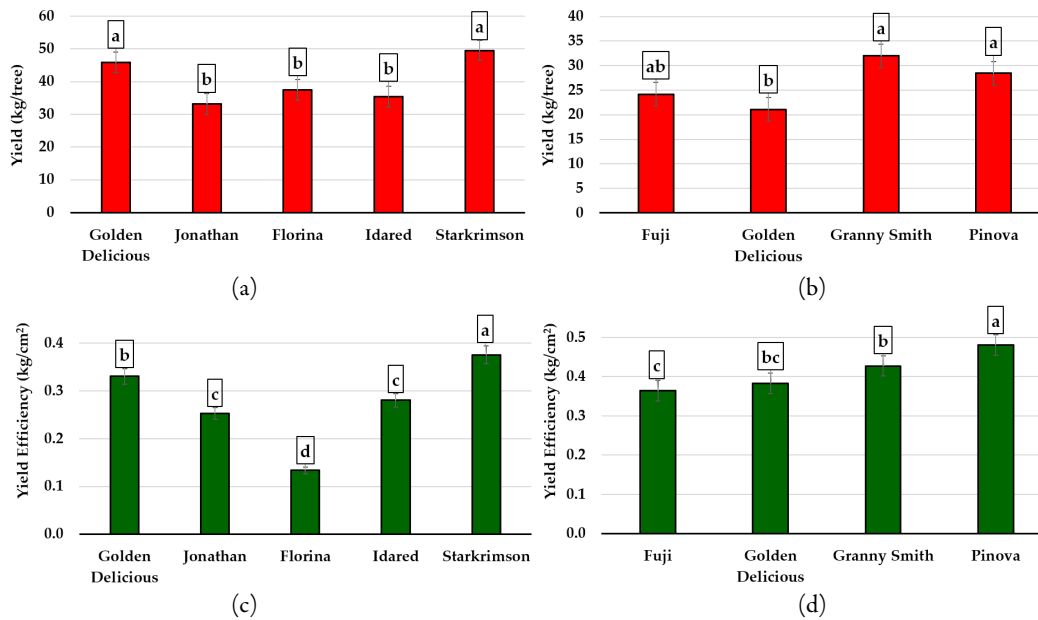 Yield (kg/tree)
60
50
40
30
20
10
0
a
b
b
b
a
Golden Delicious
Jonathan
Florina
Idared
Starkrimson
(a)
Yield (kg/tree)
40
35
30
25
20
15
10
5
0
ab
b
a
a
Fuji
Golden Delicious
Granny Smith
Pinova
(b)
Yield Efficiency (kg/cm²)
0.4
0.3
0.2
0.1
0.0
b
c
d
c
a
Golden Delicious
Jonathan
Florina
Idared
Starkrimson
(c)
Yield Efficiency (kg/cm²)
0.5
0.4
0.3
0.2
0.1
0.0
c
bc
b
a
Fuji
Golden Delicious
Granny Smith
Pinova
(d)